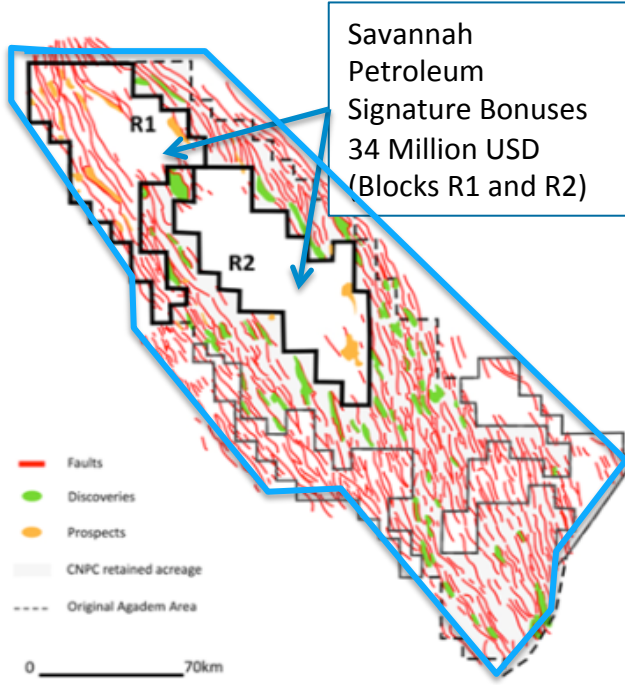 Savannah
Petroleum
Signature Bonuses
34 Million USD
(Blocks R1 and R2)
R1
R2
Faults
Discoveries
Prospects
CNPC retained acreage
Original Agadem Area
0 70km